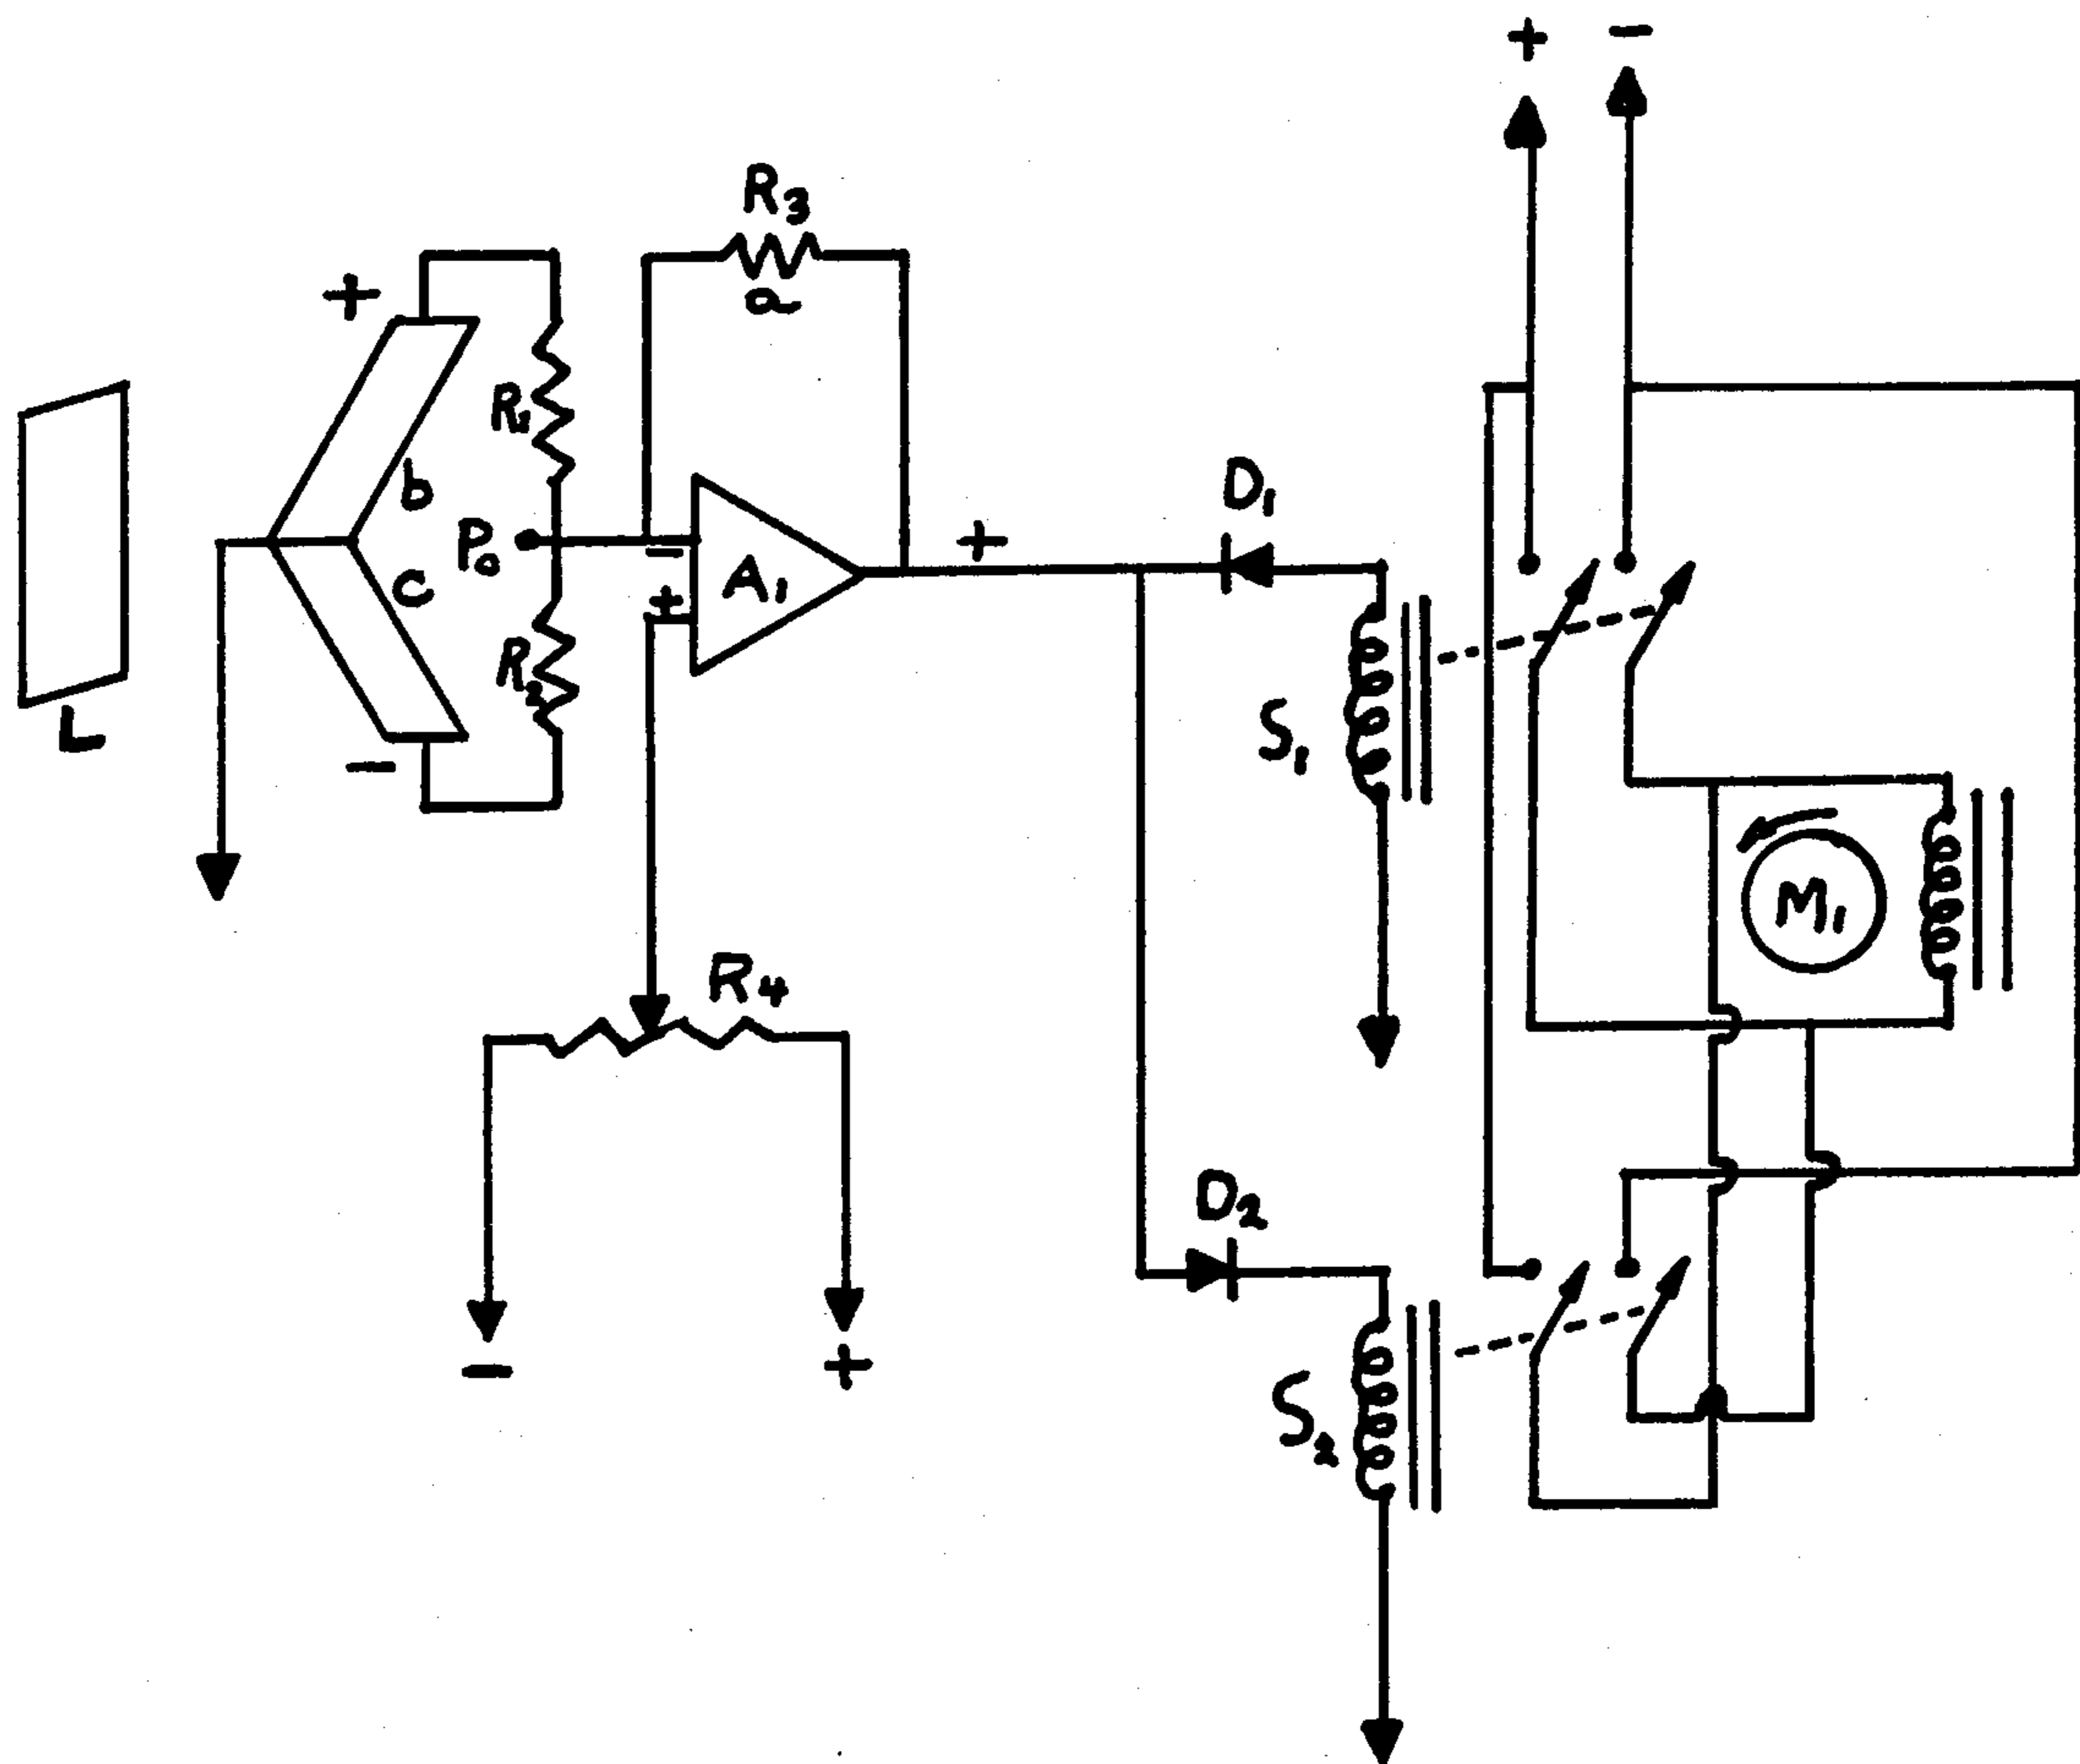 + −
R3
a
+
R1
b
P0
−
+
A1
+
D1
c
R2
L
−
S1
M1
R4
D2
− +
S2